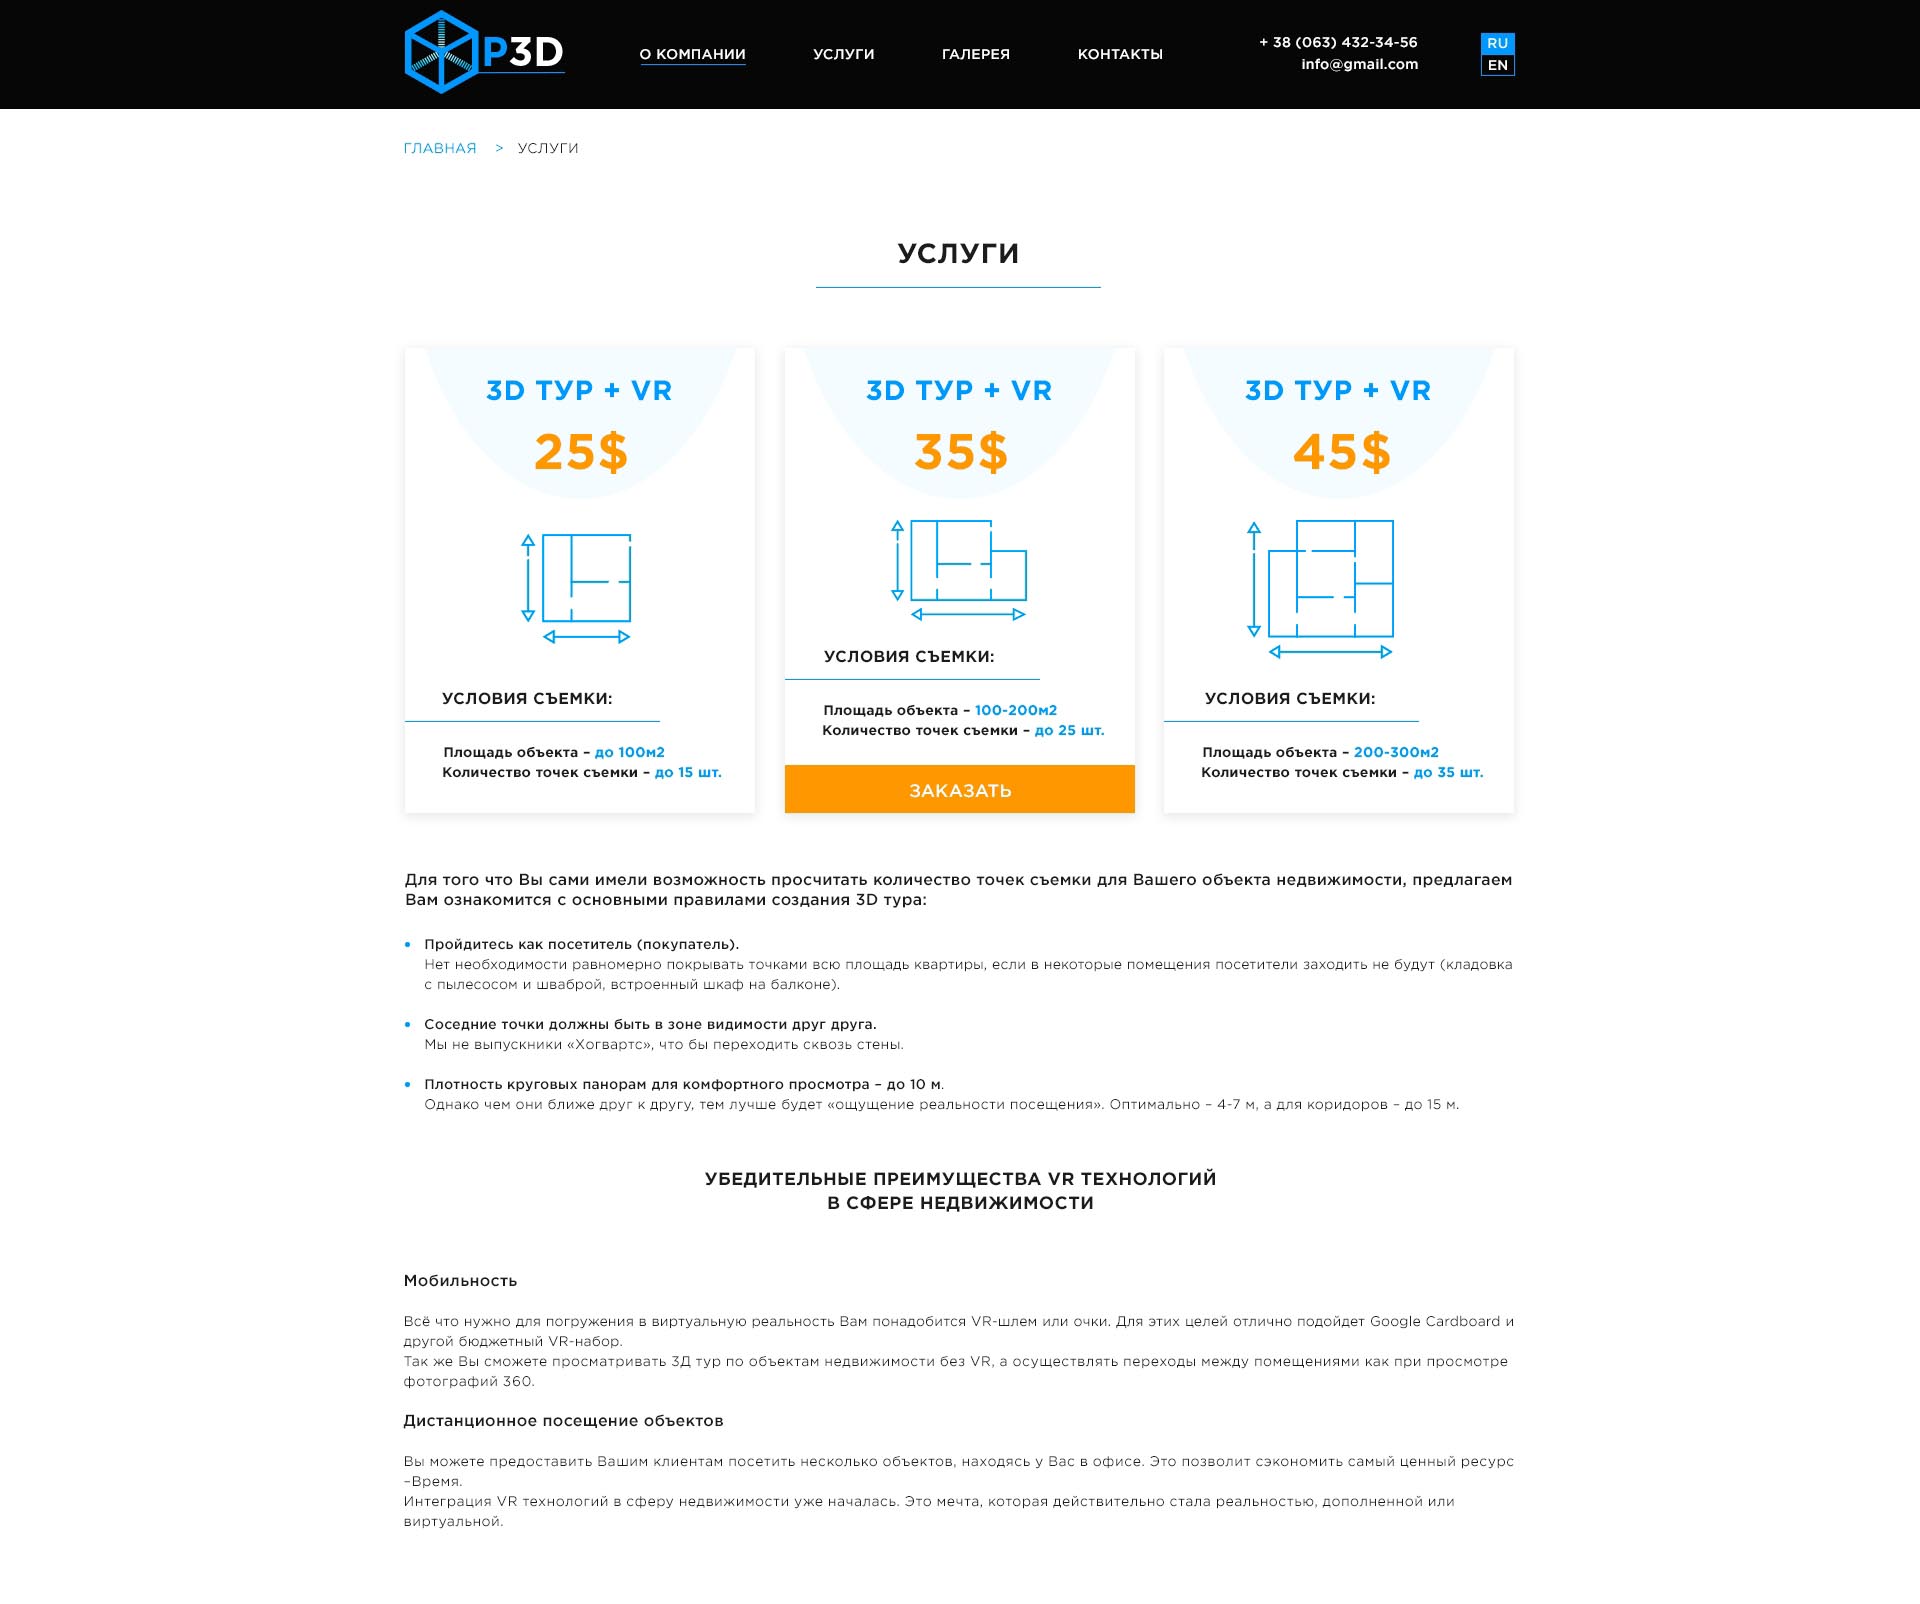 P3D
О КОМПАНИИ
УСЛУГИ
ГАЛЕРЕЯ
КОНТАКТЫ
+ 38 (063) 432-34-56
info@gmail.com
RU
EN
ГЛАВНАЯ > УСЛУГИ
УСЛУГИ
3D ТУР + VR
25$
УСЛОВИЯ СЪЕМКИ:
Площадь объекта – до 100м2
Количество точек съемки – до 15 шт.
3D ТУР + VR
35$
УСЛОВИЯ СЪЕМКИ:
Площадь объекта – 100-200м2
Количество точек съемки – до 25 шт.
ЗАКАЗАТЬ
3D ТУР + VR
45$
УСЛОВИЯ СЪЕМКИ:
Площадь объекта – 200-300м2
Количество точек съемки – до 35 шт.
Для того что Вы сами имели возможность просчитать количество точек съемки для Вашего объекта недвижимости, предлагаем
Вам ознакомится с основными правилами создания 3D тура:
Пройдитесь как посетитель (покупатель).
Нет необходимости равномерно покрывать точками всю площадь квартиры, если в некоторые помещения посетители заходить не будут (кладовка
с пылесосом и шваброй, встроенный шкаф на балконе).
Соседние точки должны быть в зоне видимости друг друга.
Мы не выпускники «Хогвартс», что бы переходить сквозь стены.
Плотность круговых панорам для комфортного просмотра – до 10 м.
Однако чем они ближе друг к другу, тем лучше будет «ощущение реальности посещения». Оптимально – 4-7 м, а для коридоров – до 15 м.
УБЕДИТЕЛЬНЫЕ ПРЕИМУЩЕСТВА VR ТЕХНОЛОГИЙ
В СФЕРЕ НЕДВИЖИМОСТИ
Мобильность
Всё что нужно для погружения в виртуальную реальность Вам понадобится VR-шлем или очки. Для этих целей отлично подойдет Google Cardboard и
другой бюджетный VR-набор.
Так же Вы сможете просматривать 3Д тур по объектам недвижимости без VR, а осуществлять переходы между помещениями как при просмотре
фотографий 360.
Дистанционное посещение объектов
Вы можете предоставить Вашим клиентам посетить несколько объектов, находясь у Вас в офисе. Это позволит сэкономить самый ценный ресурс
–Время.
Интеграция VR технологий в сферу недвижимости уже началась. Это мечта, которая действительно стала реальностью, дополненной или
виртуальной.